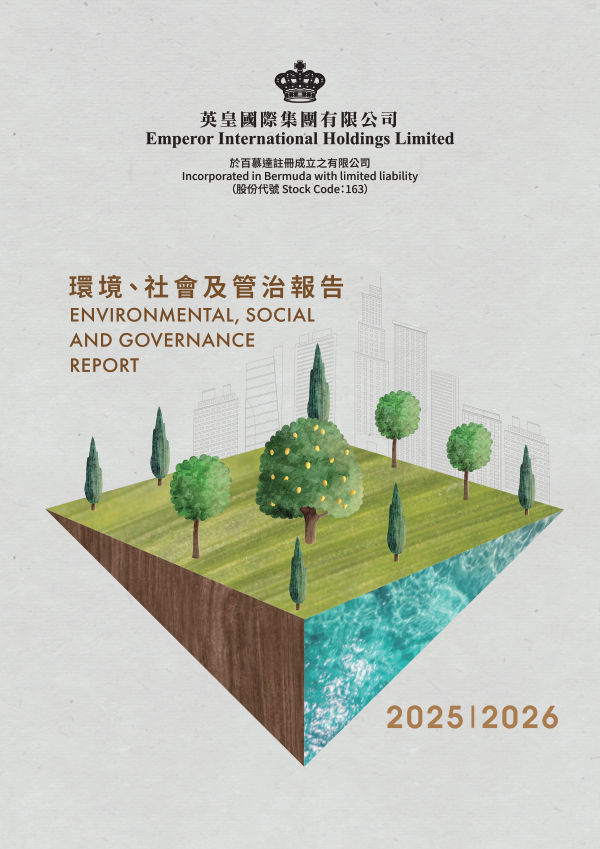 英皇國際集團有限公司
Emperor International Holdings Limited
於百慕達註冊成立之有限公司
Incorporated in Bermuda with limited liability
(股份代號 Stock Code：163)
環境、社會及管治報告
ENVIRONMENTAL, SOCIAL
AND GOVERNANCE
REPORT
2025|2026